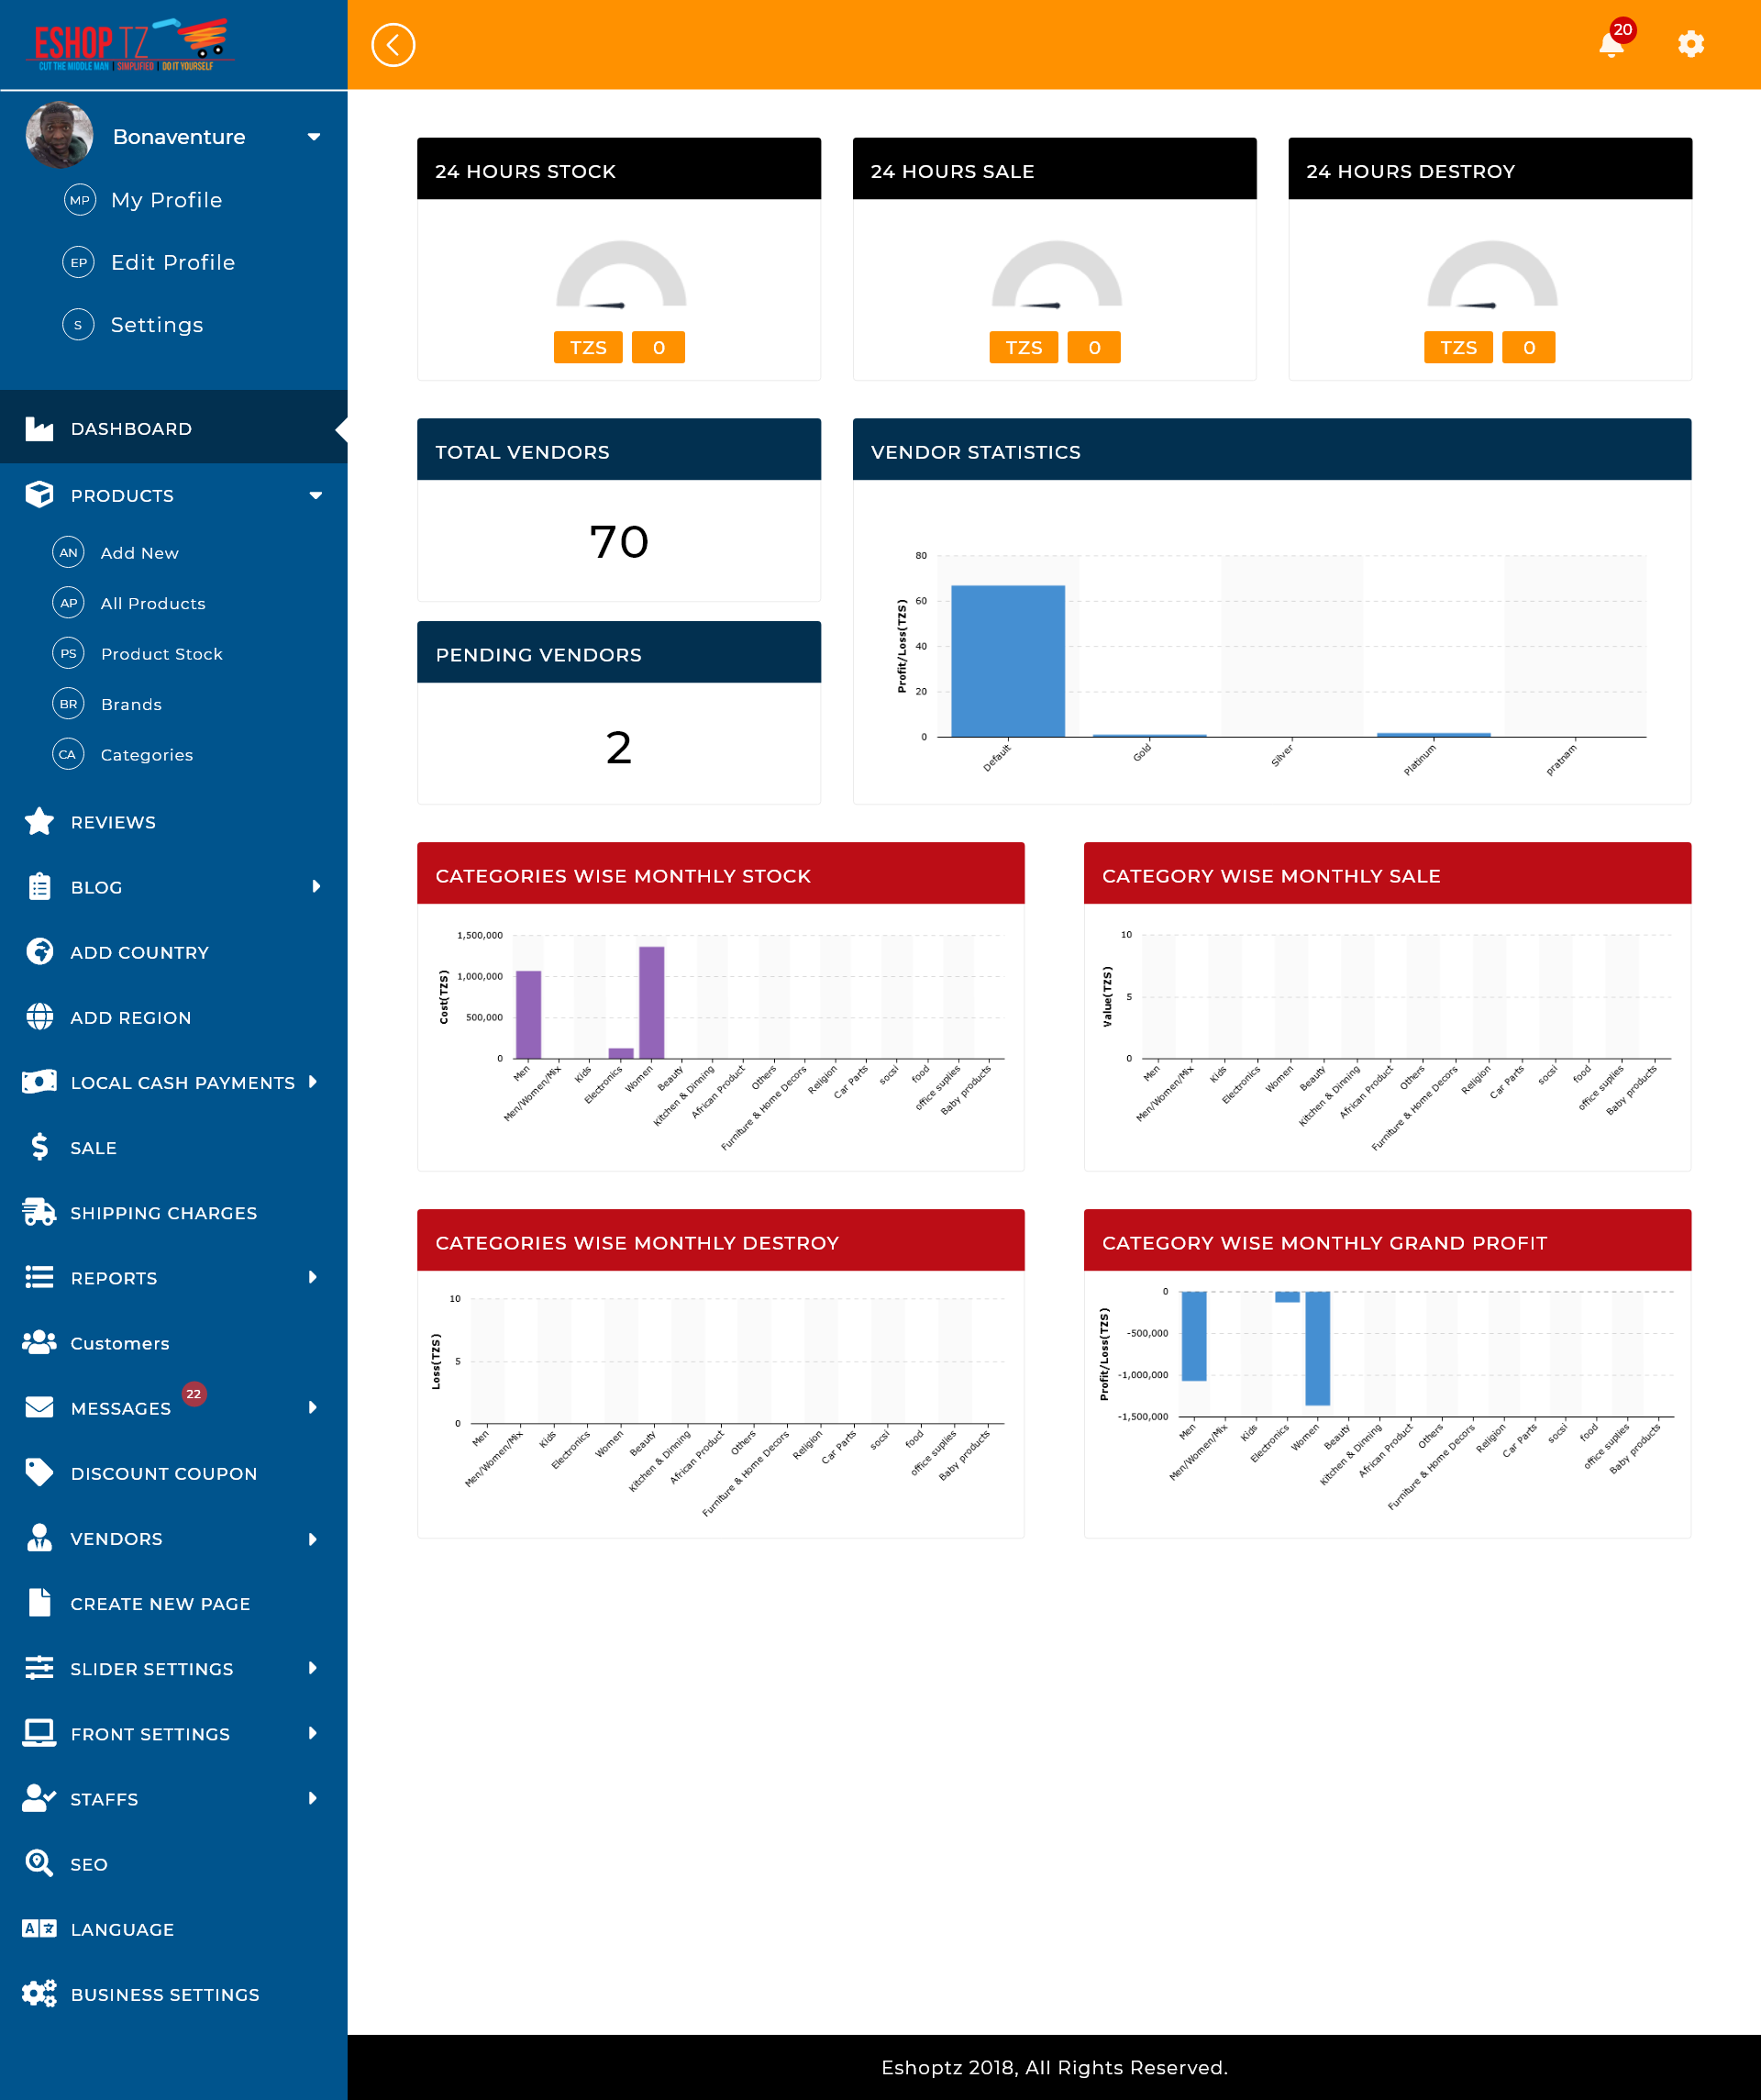 ESHOP TZ
CUT THE MIDDLE MAN | SIMPLIFIED | DO IT YOURSELF
20
Bonaventure
MP My Profile
EP Edit Profile
S Settings
DASHBOARD
PRODUCTS
AN Add New
AP All Products
PS Product Stock
BR Brands
CA Categories
REVIEWS
BLOG
ADD COUNTRY
ADD REGION
LOCAL CASH PAYMENTS
SALE
SHIPPING CHARGES
REPORTS
Customers
MESSAGES 22
DISCOUNT COUPON
VENDORS
CREATE NEW PAGE
SLIDER SETTINGS
FRONT SETTINGS
STAFFS
SEO
A LANGUAGE
BUSINESS SETTINGS
24 HOURS STOCK
TZS 0
24 HOURS SALE
TZS 0
24 HOURS DESTROY
TZS 0
TOTAL VENDORS
70
PENDING VENDORS
2
VENDOR STATISTICS
Profit/Loss(TZS)
80
60
40
20
0
Default
Gold
Silver
Platinum
pratnam
CATEGORIES WISE MONTHLY STOCK
Cost(TZS)
1,500,000
1,000,000
500,000
0
Men
Men/Women/Mix
Kids
Electronics
Women
Beauty
Kitchen & Dinning
African Product
Others
Furniture & Home Decors
Religion
Car Parts
socsi
food
office suplies
Baby products
CATEGORY WISE MONTHLY SALE
Value(TZS)
10
5
0
Men
Men/Women/Mix
Kids
Electronics
Women
Beauty
Kitchen & Dinning
African Product
Others
Furniture & Home Decors
Religion
Car Parts
socsi
food
office suplies
Baby products
CATEGORIES WISE MONTHLY DESTROY
Loss(TZS)
10
5
0
Men
Men/Women/Mix
Kids
Electronics
Women
Beauty
Kitchen & Dinning
African Product
Others
Furniture & Home Decors
Religion
Car Parts
socsi
food
office suplies
Baby products
CATEGORY WISE MONTHLY GRAND PROFIT
Profit/Loss(TZS)
0
-500,000
-1,000,000
-1,500,000
Men
Men/Women/Mix
Kids
Electronics
Women
Beauty
Kitchen & Dinning
African Product
Others
Furniture & Home Decors
Religion
Car Parts
socsi
food
office suplies
Baby products
Eshoptz 2018, All Rights Reserved.